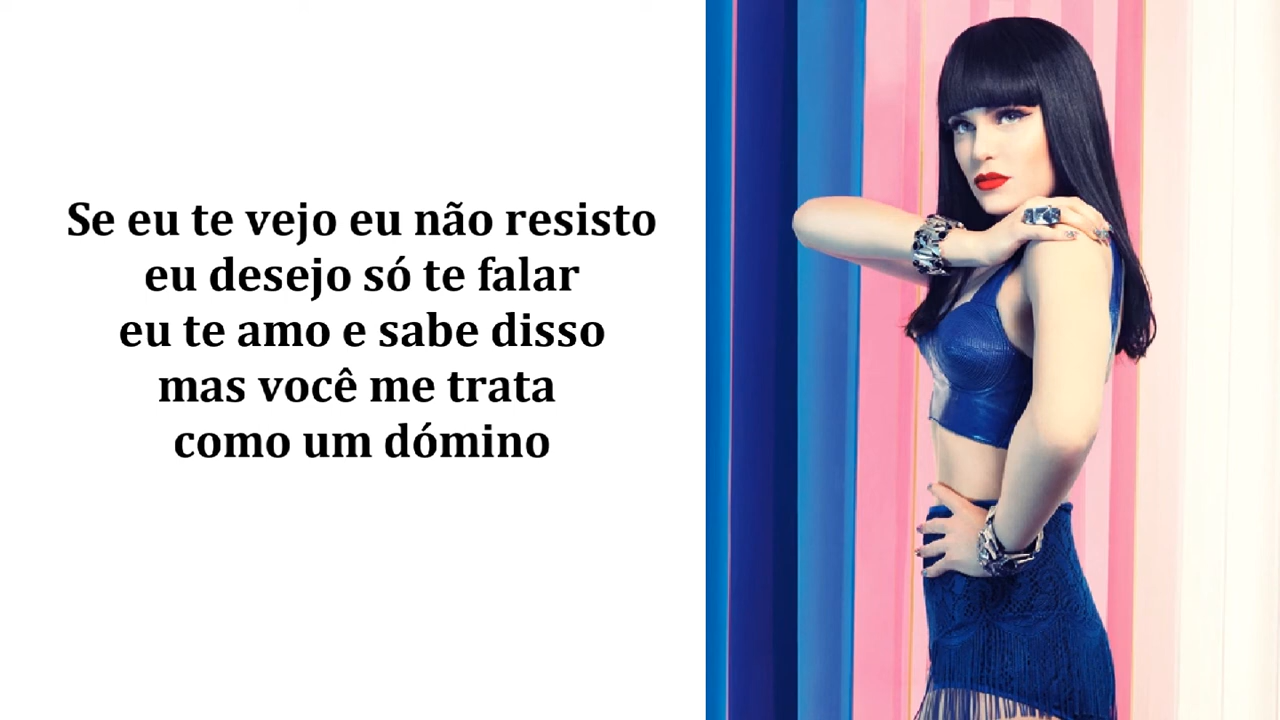 Se eu te vejo eu não resisto
eu desejo só te falar
eu te amo e sabe disso
mas você me trata
como um dómino